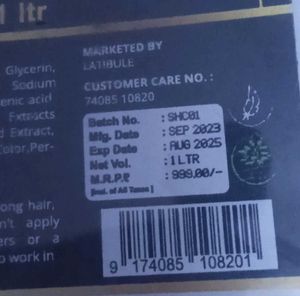 1 ltr
MARKETED BY
LATIBULE
CUSTOMER CARE NO. :
74085 10820
Glycerin,
Sodium
enic acid
Extracts
d Extract,
Color,Per-
Batch No. : SHC01
Mfg. Date : SEP 2023
Exp Date : AUG 2025
Net Vol. : 1 LTR
M.R.P.₹ : 999.00/-
[Incl. of All Taxes]
ong hair,
n't apply
ers or a
o work in
9 174085 108201